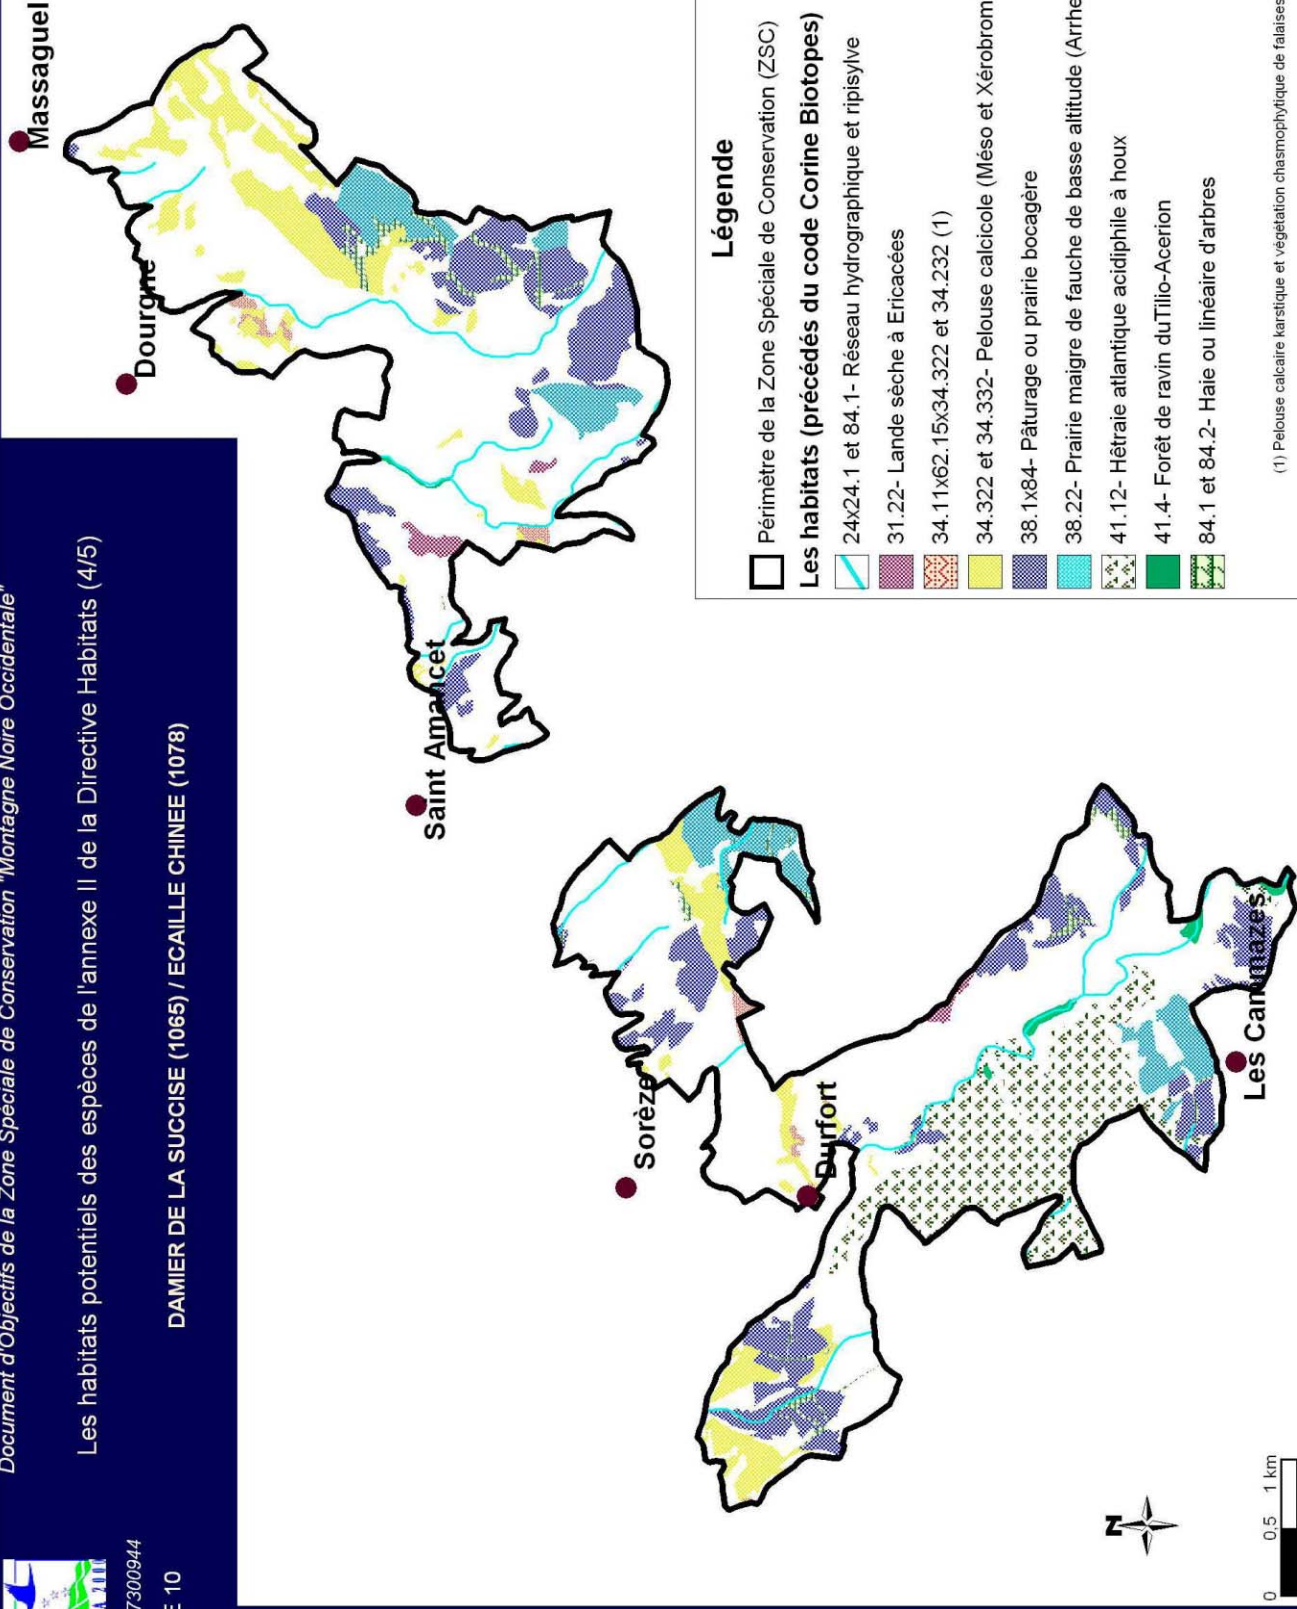 Document d'Objectifs de la Zone Spéciale de Conservation "Montagne Noire Occidentale"
Les habitats potentiels des espèces de l'annexe II de la Directive Habitats (4/5)
DAMIER DE LA SUCCISE (1065) / ECAILLE CHINEE (1078)
A 2000
7300944
E 10
Massaguel
Dourgne
Saint Amancet
Sorèze
Durfort
Les Cammazes
Légende
Périmètre de la Zone Spéciale de Conservation (ZSC)
Les habitats (précédés du code Corine Biotopes)
24x24.1 et 84.1- Réseau hydrographique et ripisylve
31.22- Lande sèche à Ericacées
34.11x62.15x34.322 et 34.232 (1)
34.322 et 34.332- Pelouse calcicole (Méso et Xérobrom
38.1x84- Pâturage ou prairie bocagère
38.22- Prairie maigre de fauche de basse altitude (Arrhe
41.12- Hêtraie atlantique acidiphile à houx
41.4- Forêt de ravin duTilio-Acerion
84.1 et 84.2- Haie ou linéaire d'arbres
(1) Pelouse calcaire karstique et végétation chasmophytique de falaises
N
0 0,5 1 km